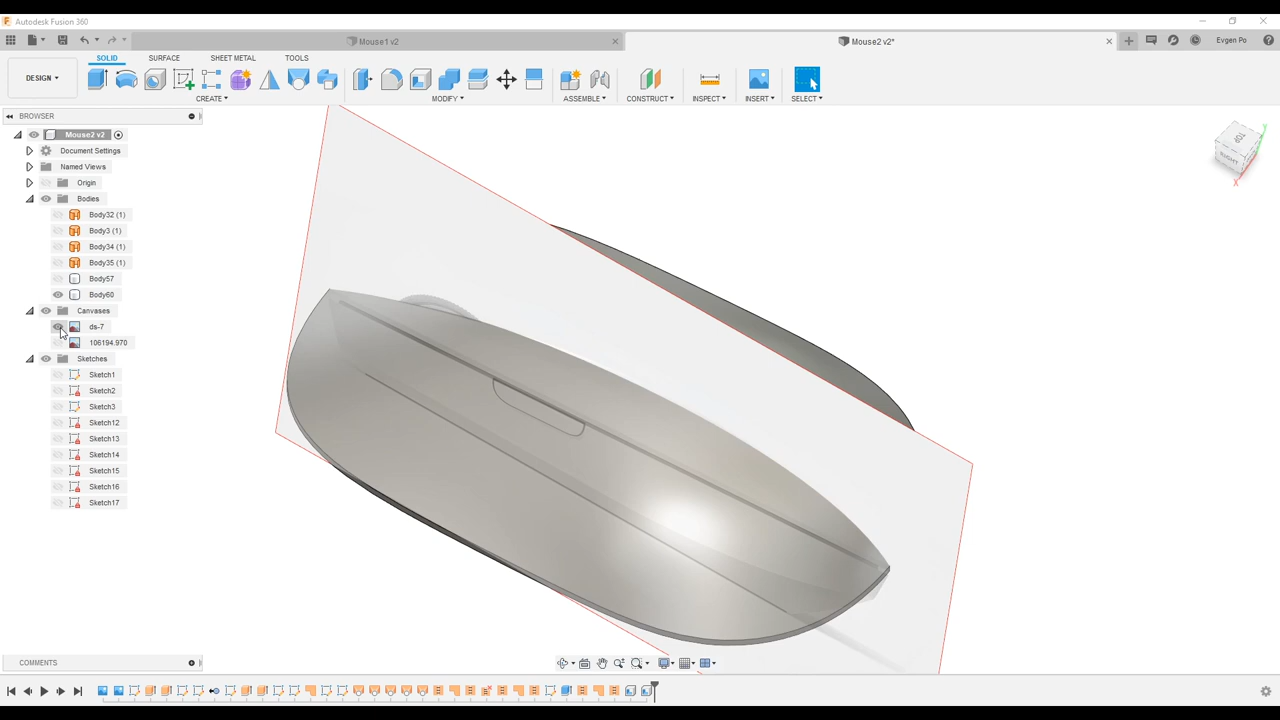 Autodesk Fusion 360
Mouse1 v2
Mouse2 v2*
Evgen Po
SOLID SURFACE SHEET METAL TOOLS
DESIGN ▾
CREATE ▾ MODIFY ▾ ASSEMBLE ▾ CONSTRUCT ▾ INSPECT ▾ INSERT ▾ SELECT ▾
BROWSER
Mouse2 v2
Document Settings
Named Views
Origin
Bodies
Body32 (1)
Body3 (1)
Body34 (1)
Body35 (1)
Body57
Body60
Canvases
ds-7
106194.970
Sketches
Sketch1
Sketch2
Sketch3
Sketch12
Sketch13
Sketch14
Sketch15
Sketch16
Sketch17
TOP
RIGHT
Y
X
COMMENTS